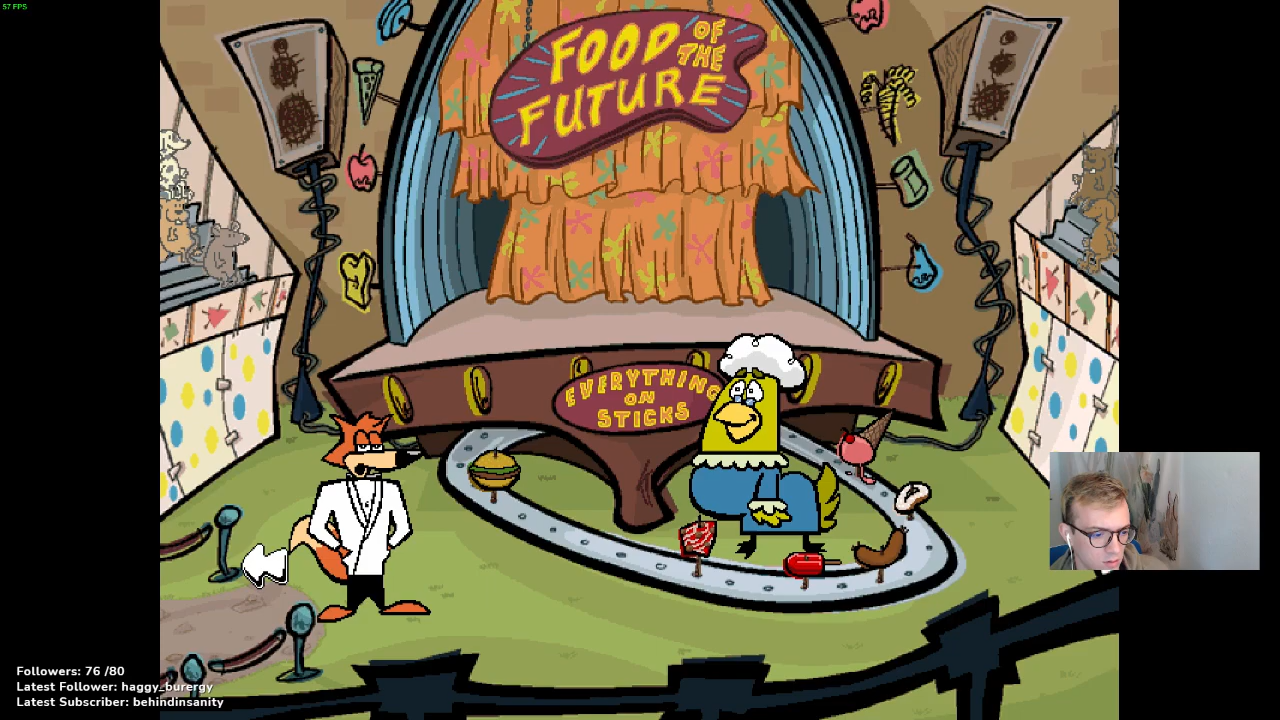 57 FPS
FOOD OF THE
FUTURE
EVERYTHING
ON
STICKS
Followers: 76 /80
Latest Follower: haggy_burergy
Latest Subscriber: behindinsanity